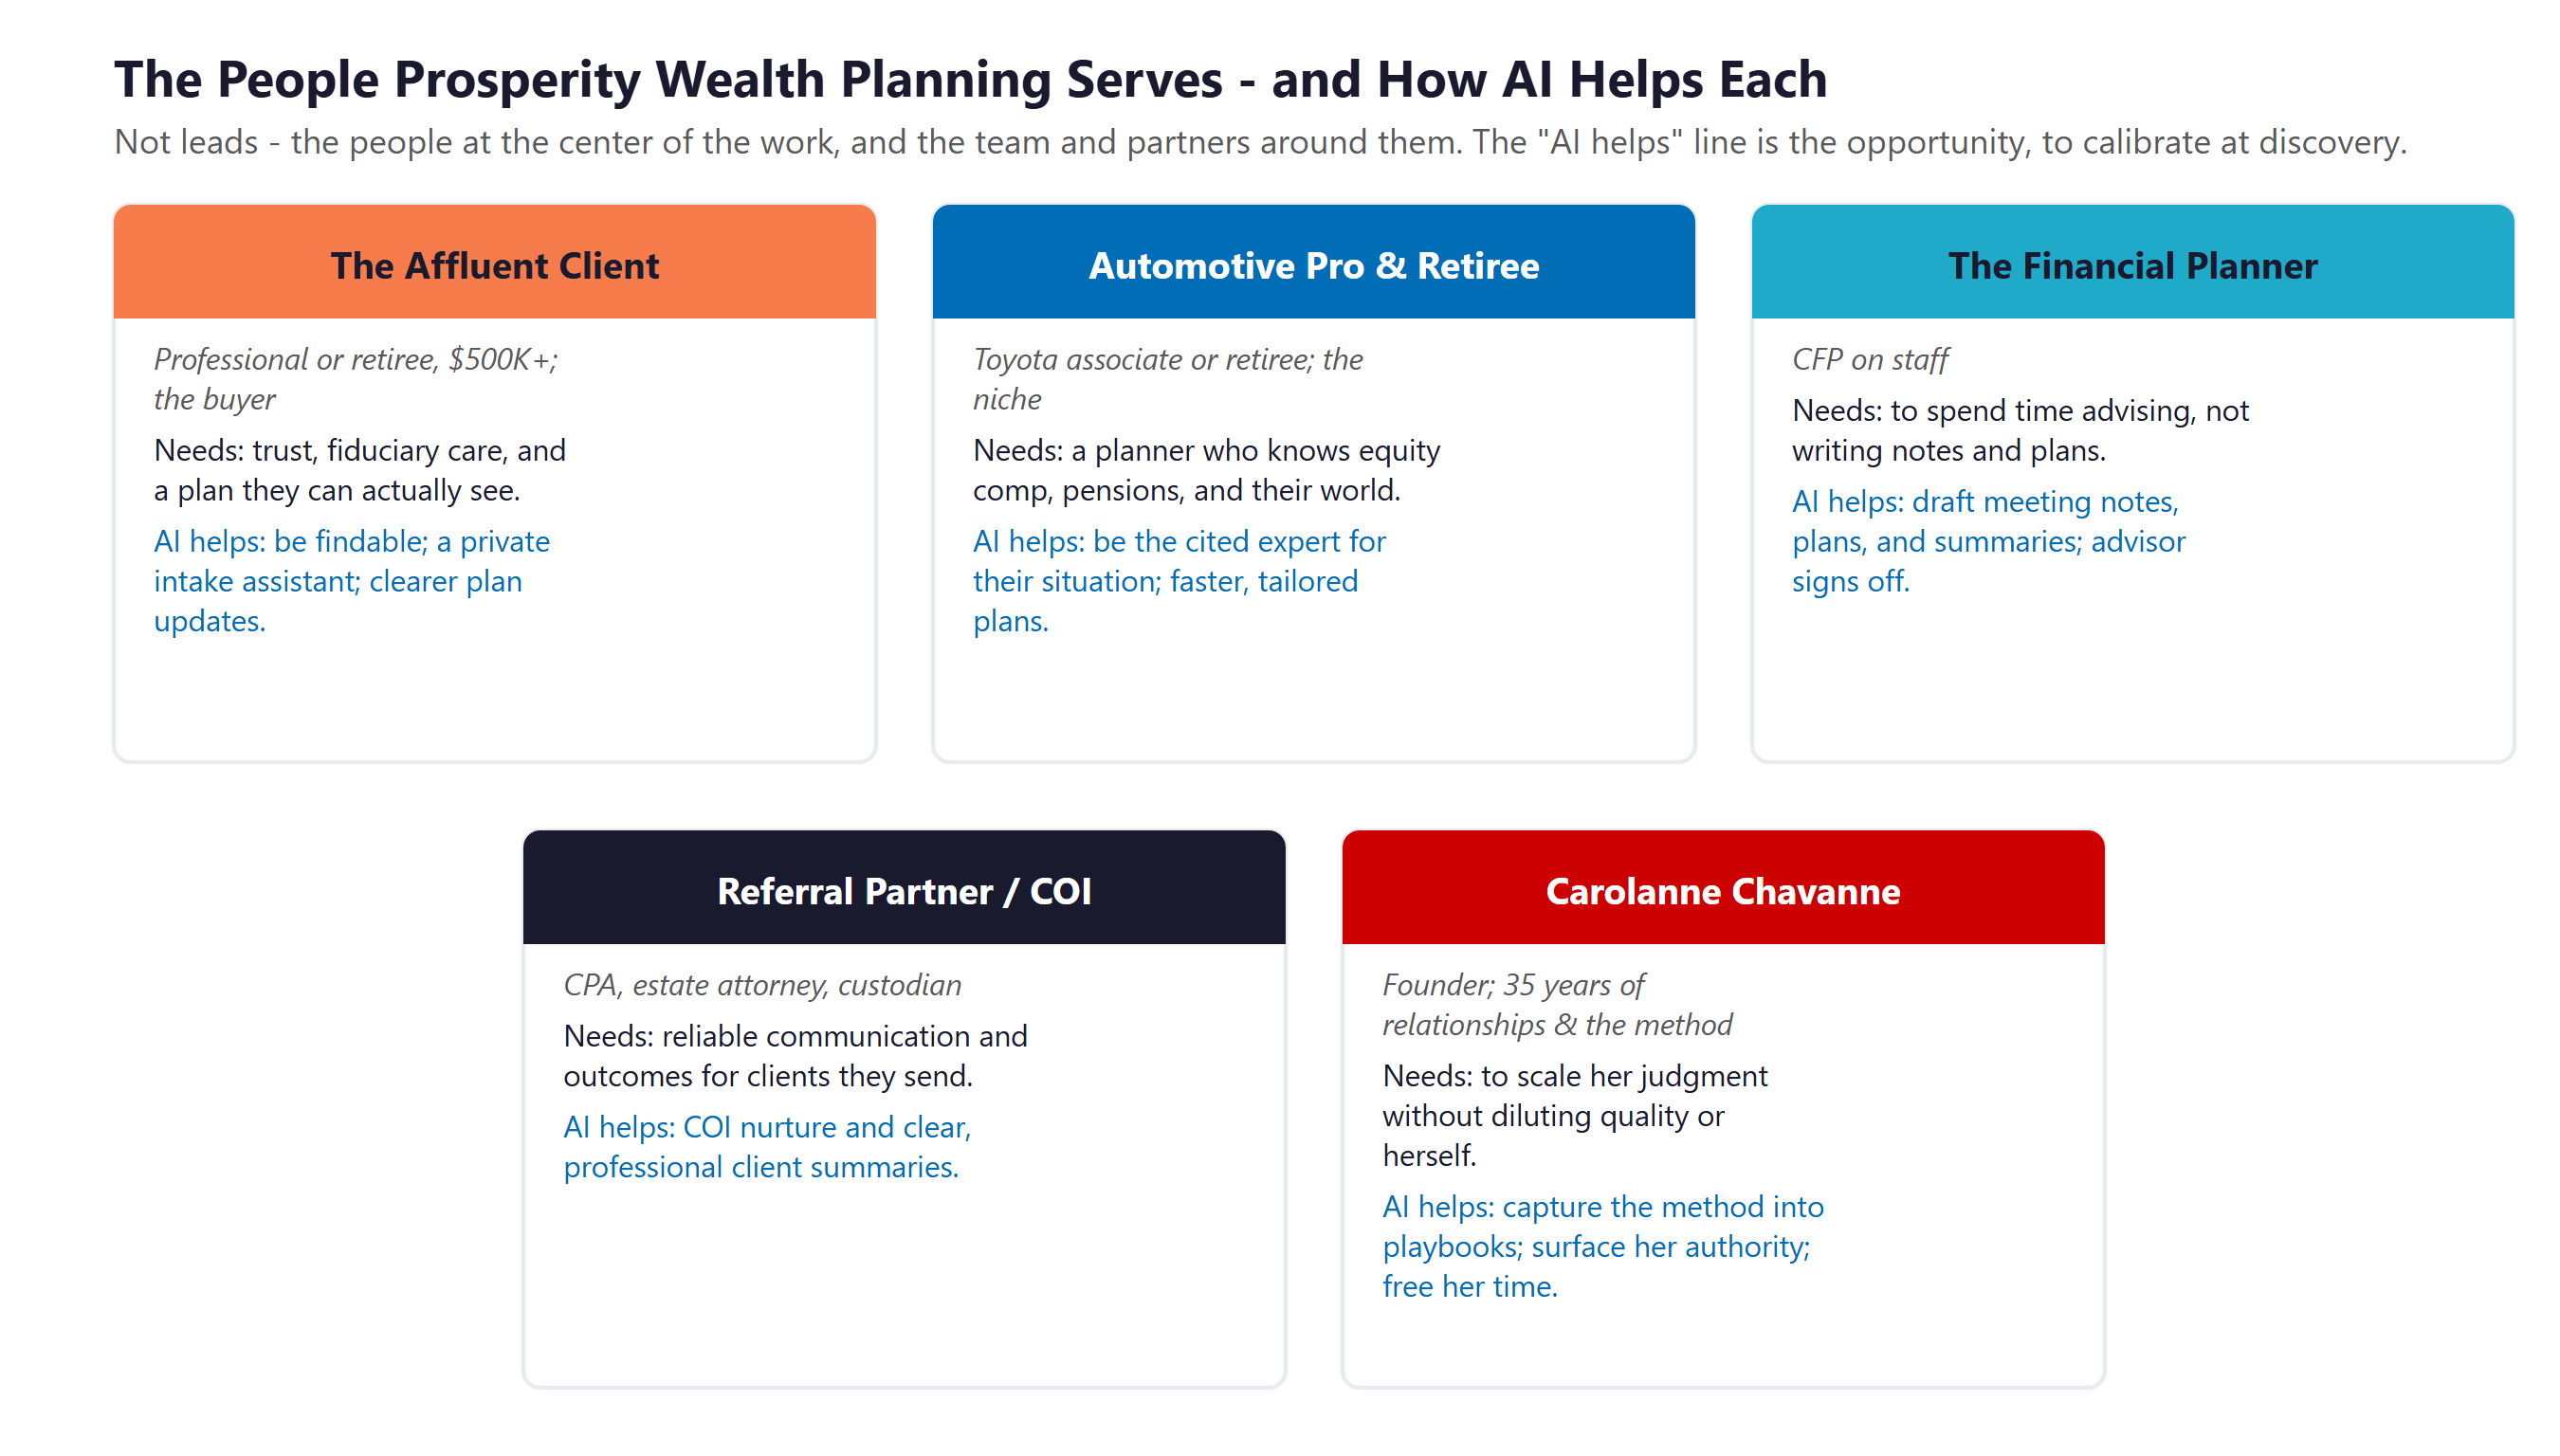 The People Prosperity Wealth Planning Serves - and How AI Helps Each
Not leads - the people at the center of the work, and the team and partners around them. The "AI helps" line is the opportunity, to calibrate at discovery.
The Affluent Client
Professional or retiree, $500K+;
the buyer
Needs: trust, fiduciary care, and
a plan they can actually see.
AI helps: be findable; a private
intake assistant; clearer plan
updates.
Automotive Pro & Retiree
Toyota associate or retiree; the
niche
Needs: a planner who knows equity
comp, pensions, and their world.
AI helps: be the cited expert for
their situation; faster, tailored
plans.
The Financial Planner
CFP on staff
Needs: to spend time advising, not
writing notes and plans.
AI helps: draft meeting notes,
plans, and summaries; advisor
signs off.
Referral Partner / COI
CPA, estate attorney, custodian
Needs: reliable communication and
outcomes for clients they send.
AI helps: COI nurture and clear,
professional client summaries.
Carolanne Chavanne
Founder; 35 years of
relationships & the method
Needs: to scale her judgment
without diluting quality or
herself.
AI helps: capture the method into
playbooks; surface her authority;
free her time.